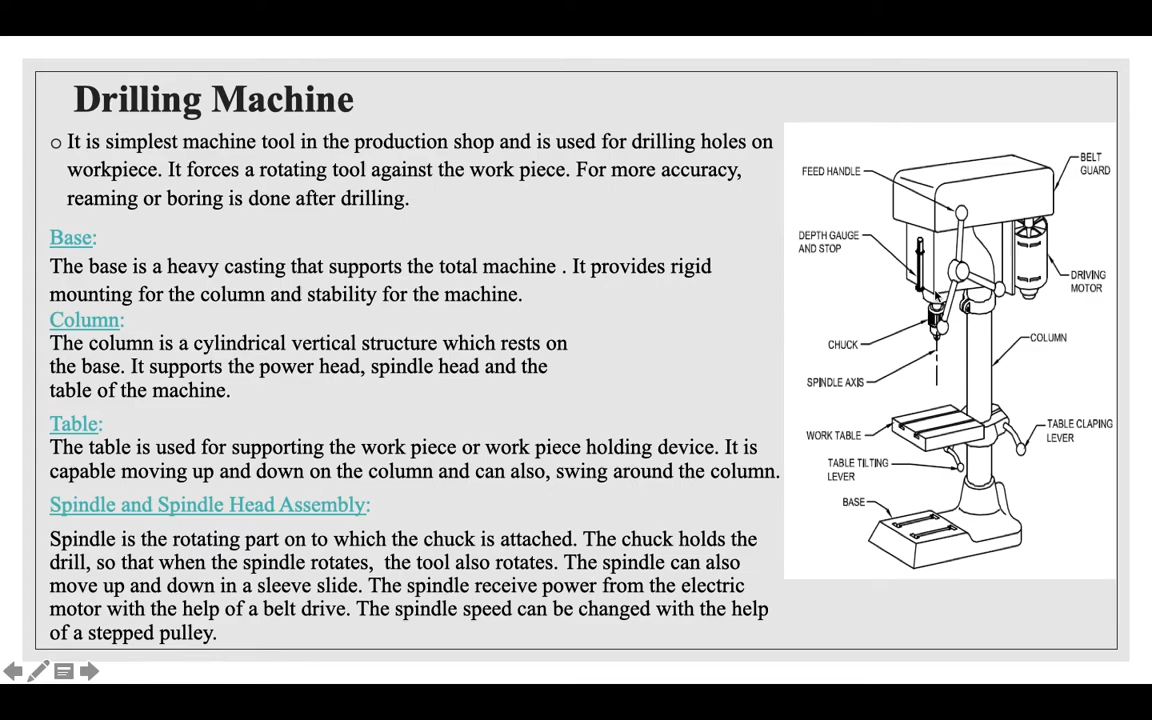 Drilling Machine
o It is simplest machine tool in the production shop and is used for drilling holes on
workpiece. It forces a rotating tool against the work piece. For more accuracy,
reaming or boring is done after drilling.
Base:
The base is a heavy casting that supports the total machine . It provides rigid
mounting for the column and stability for the machine.
Column:
The column is a cylindrical vertical structure which rests on
the base. It supports the power head, spindle head and the
table of the machine.
Table:
The table is used for supporting the work piece or work piece holding device. It is
capable moving up and down on the column and can also, swing around the column.
Spindle and Spindle Head Assembly:
Spindle is the rotating part on to which the chuck is attached. The chuck holds the
drill, so that when the spindle rotates, the tool also rotates. The spindle can also
move up and down in a sleeve slide. The spindle receive power from the electric
motor with the help of a belt drive. The spindle speed can be changed with the help
of a stepped pulley.
FEED HANDLE
BELT
GUARD
DEPTH GAUGE
AND STOP
DRIVING
MOTOR
CHUCK
COLUMN
SPINDLE AXIS
WORK TABLE
TABLE CLAPING
LEVER
TABLE TILTING
LEVER
BASE